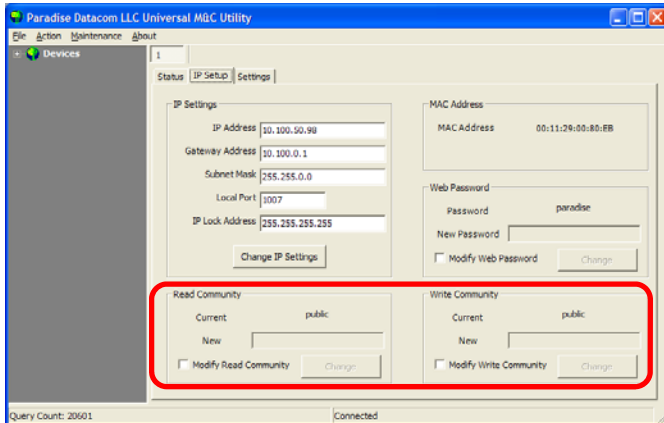 Paradise Datacom LLC Universal M&C Utility
File Action Maintenance About
Devices
1
Status IP Setup Settings
IP Settings
IP Address 10.100.50.98
Gateway Address 10.100.0.1
Subnet Mask 255.255.0.0
Local Port 1007
IP Lock Address 255.255.255.255
Change IP Settings
MAC Address
MAC Address 00:11:29:00:80:EB
Web Password
Password paradise
New Password
Modify Web Password Change
Read Community
Current public
New
Modify Read Community Change
Write Community
Current public
New
Modify Write Community Change
Query Count: 20601 Connected